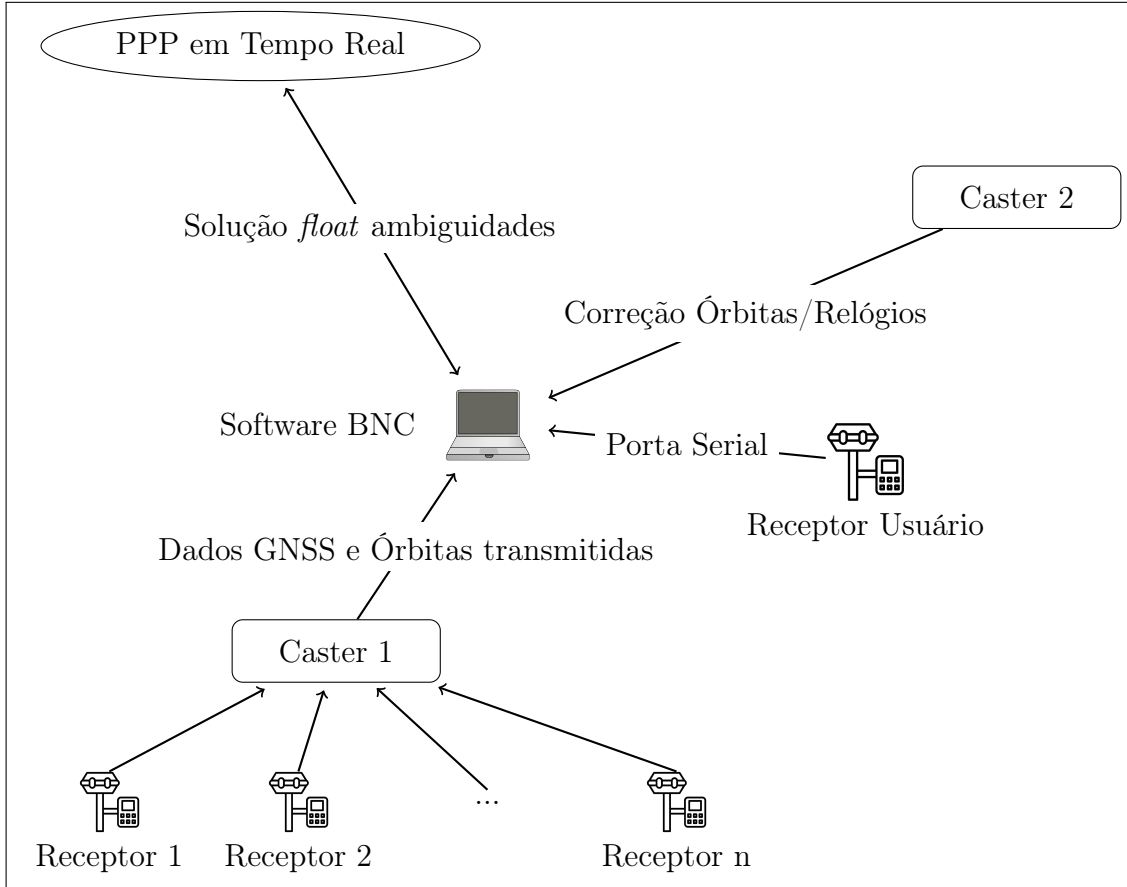 PPP em Tempo Real
Caster 2
Solução float ambiguidades
Correção Órbitas/Relógios
Software BNC
Porta Serial
Receptor Usuário
Dados GNSS e Órbitas transmitidas
Caster 1
...
Receptor 1
Receptor 2
Receptor n